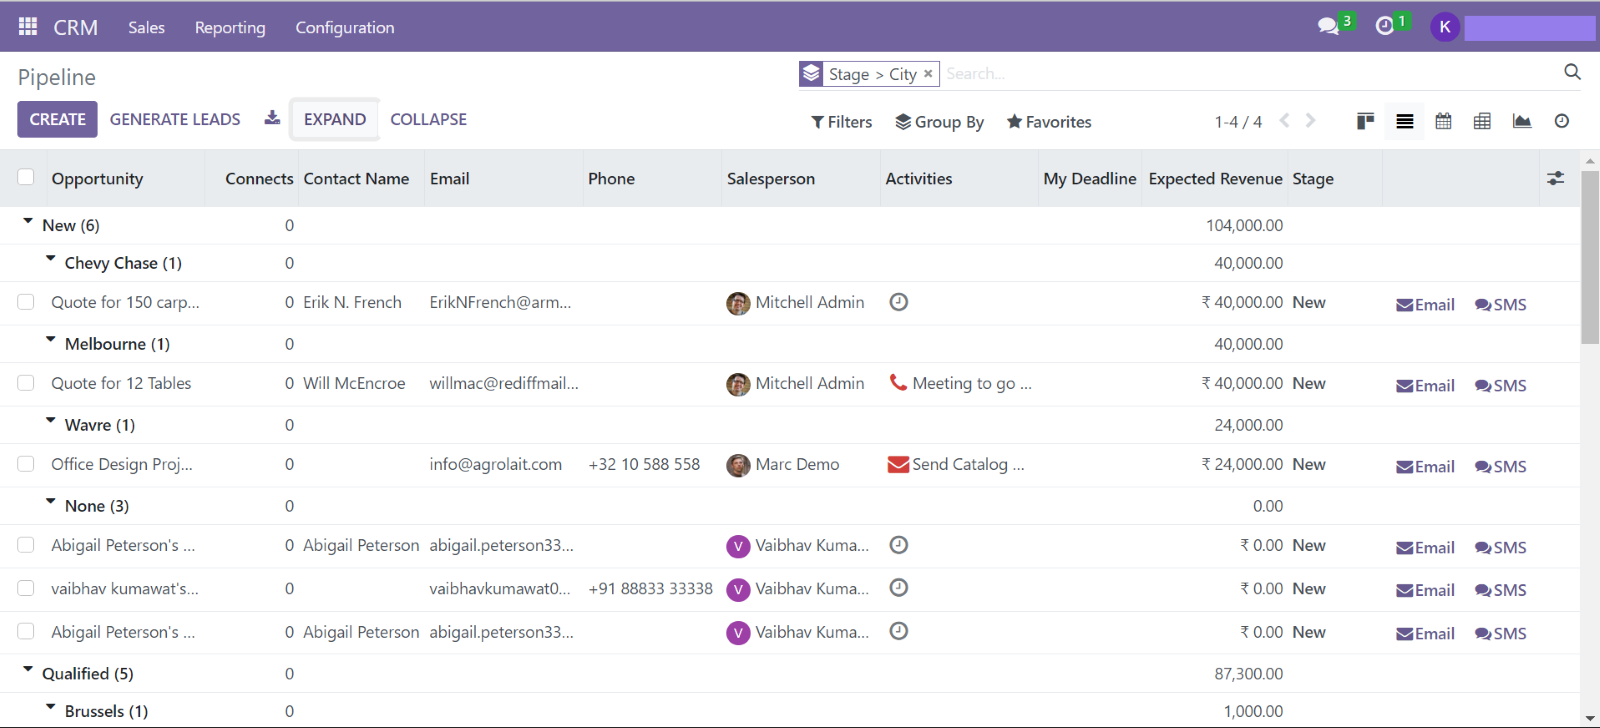 CRM Sales Reporting Configuration 3 1 K
Pipeline Stage > City × Search...
CREATE GENERATE LEADS EXPAND COLLAPSE Filters Group By Favorites 1-4 / 4
Opportunity Connects Contact Name Email Phone Salesperson Activities My Deadline Expected Revenue Stage
New (6) 0 104,000.00
Chevy Chase (1) 0 40,000.00
Quote for 150 carp... 0 Erik N. French ErikNFrench@arm... Mitchell Admin ₹ 40,000.00 New Email SMS
Melbourne (1) 0 40,000.00
Quote for 12 Tables 0 Will McEncroe willmac@rediffmail... Mitchell Admin Meeting to go ... ₹ 40,000.00 New Email SMS
Wavre (1) 0 24,000.00
Office Design Proj... 0 info@agrolait.com +32 10 588 558 Marc Demo Send Catalog ... ₹ 24,000.00 New Email SMS
None (3) 0 0.00
Abigail Peterson's ... 0 Abigail Peterson abigail.peterson33... V Vaibhav Kuma... ₹ 0.00 New Email SMS
vaibhav kumawat's... 0 vaibhavkumawat0... +91 88833 33338 V Vaibhav Kuma... ₹ 0.00 New Email SMS
Abigail Peterson's ... 0 Abigail Peterson abigail.peterson33... V Vaibhav Kuma... ₹ 0.00 New Email SMS
Qualified (5) 0 87,300.00
Brussels (1) 0 1,000.00